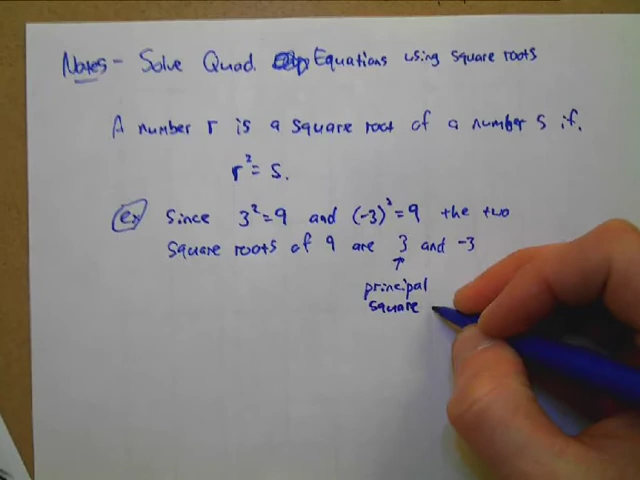 Notes - Solve Quad. Equations using square roots
A number r is a square root of a number s if.
r² = s.
ex Since 3² = 9 and (-3)² = 9 the two
square roots of 9 are 3 and -3
↑
principal
square